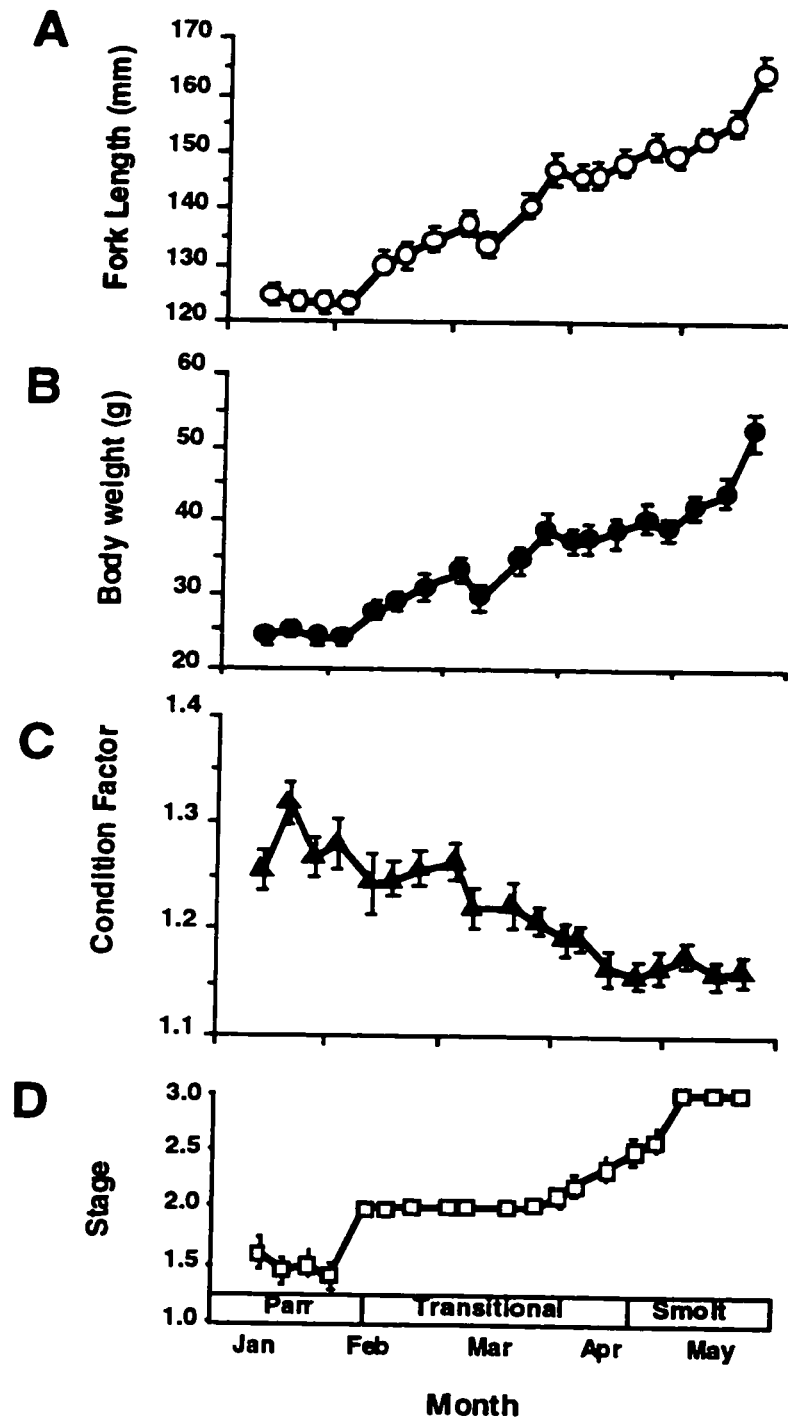 A
Fork Length (mm)
170
160
150
140
130
120
B
Body weight (g)
60
50
40
30
20
C
Condition Factor
1.4
1.3
1.2
1.1
D
Stage
3.0
2.5
2.0
1.5
1.0
Parr Transitional Smolt
Jan Feb Mar Apr May
Month